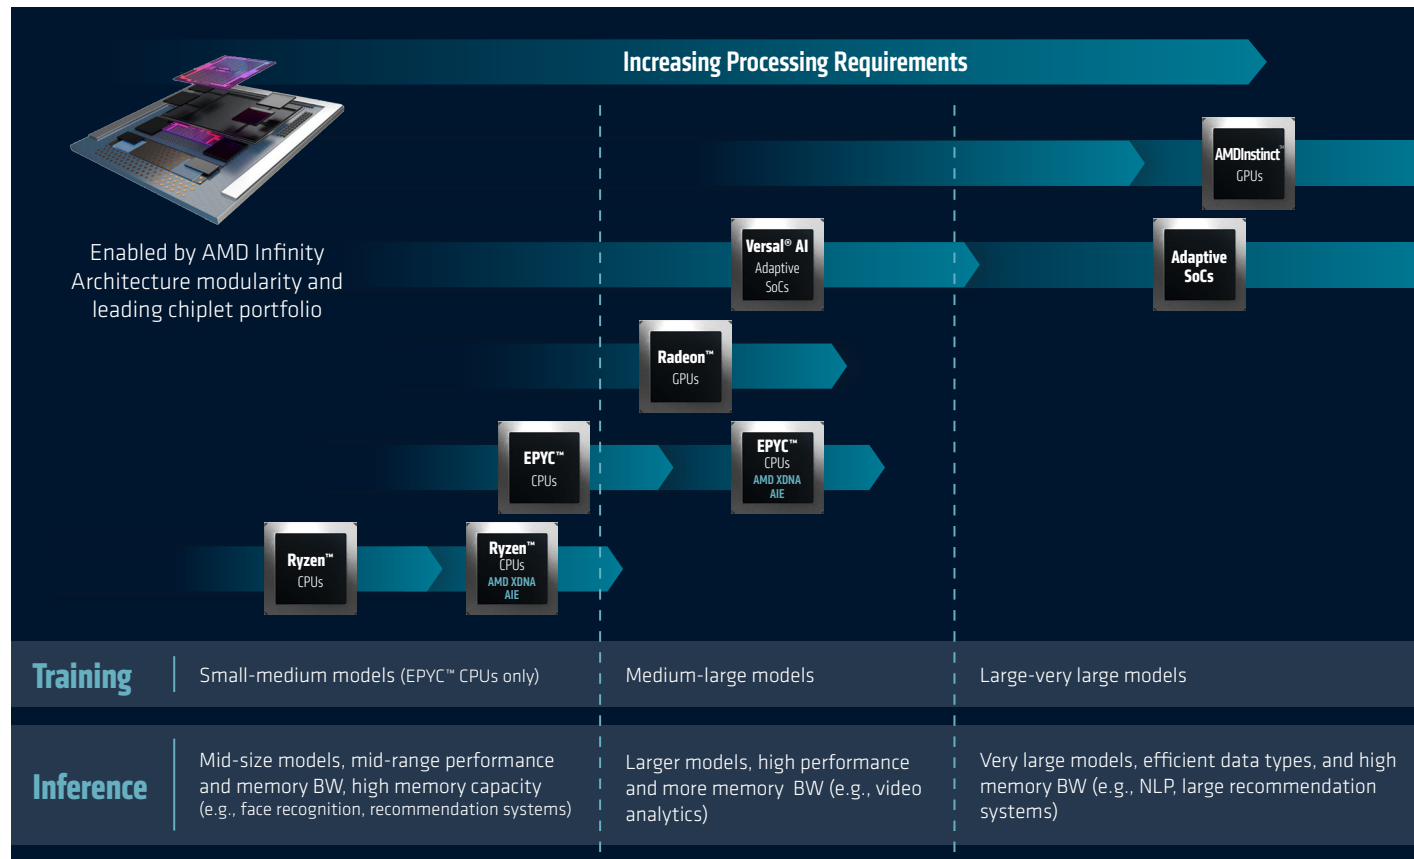 Increasing Processing Requirements
AMDInstinct™
GPUs
Enabled by AMD Infinity
Architecture modularity and
leading chiplet portfolio
Versal® AI
Adaptive
SoCs
Adaptive
SoCs
Radeon™
GPUs
EPYC™
CPUs
EPYC™
CPUs
AMD XDNA
AIE
Ryzen™
CPUs
Ryzen™
CPUs
AMD XDNA
AIE
Training
Small-medium models (EPYC™ CPUs only)
Medium-large models
Large-very large models
Inference
Mid-size models, mid-range performance
and memory BW, high memory capacity
(e.g., face recognition, recommendation systems)
Larger models, high performance
and more memory BW (e.g., video
analytics)
Very large models, efficient data types, and high
memory BW (e.g., NLP, large recommendation
systems)